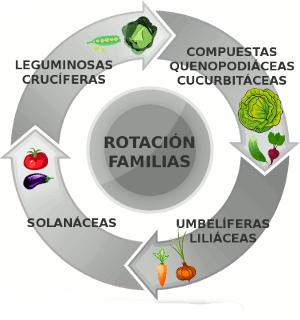 LEGUMINOSAS
CRUCÍFERAS
COMPUESTAS
QUENOPODIÁCEAS
CUCURBITÁCEAS
ROTACIÓN
FAMILIAS
SOLANÁCEAS
UMBELÍFERAS
LILIÁCEAS